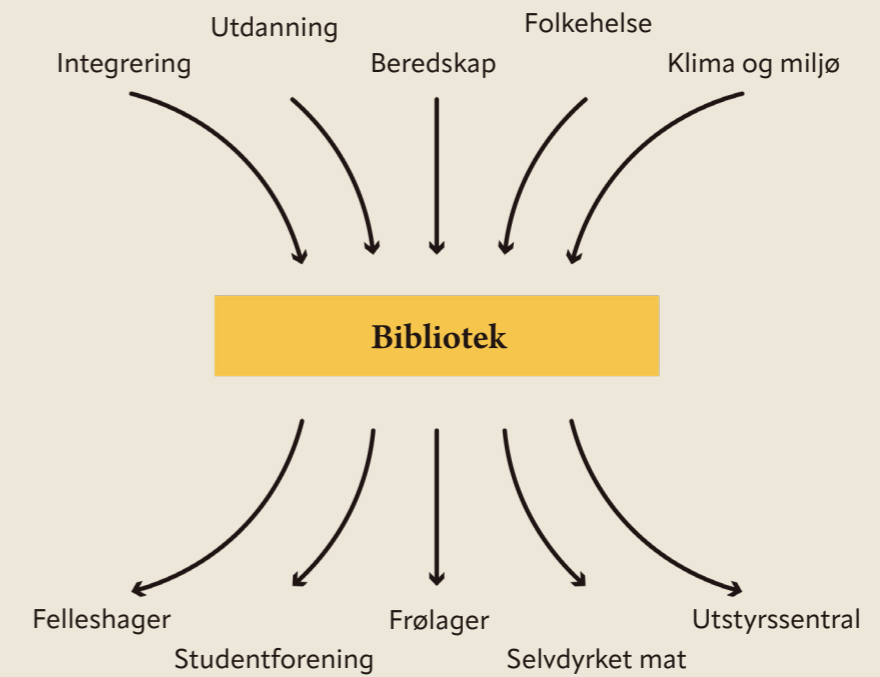 Utdanning
Folkehelse
Integrering
Beredskap
Klima og miljø
Bibliotek
Felleshager
Frølager
Utstyrssentral
Studentforening
Selvdyrket mat